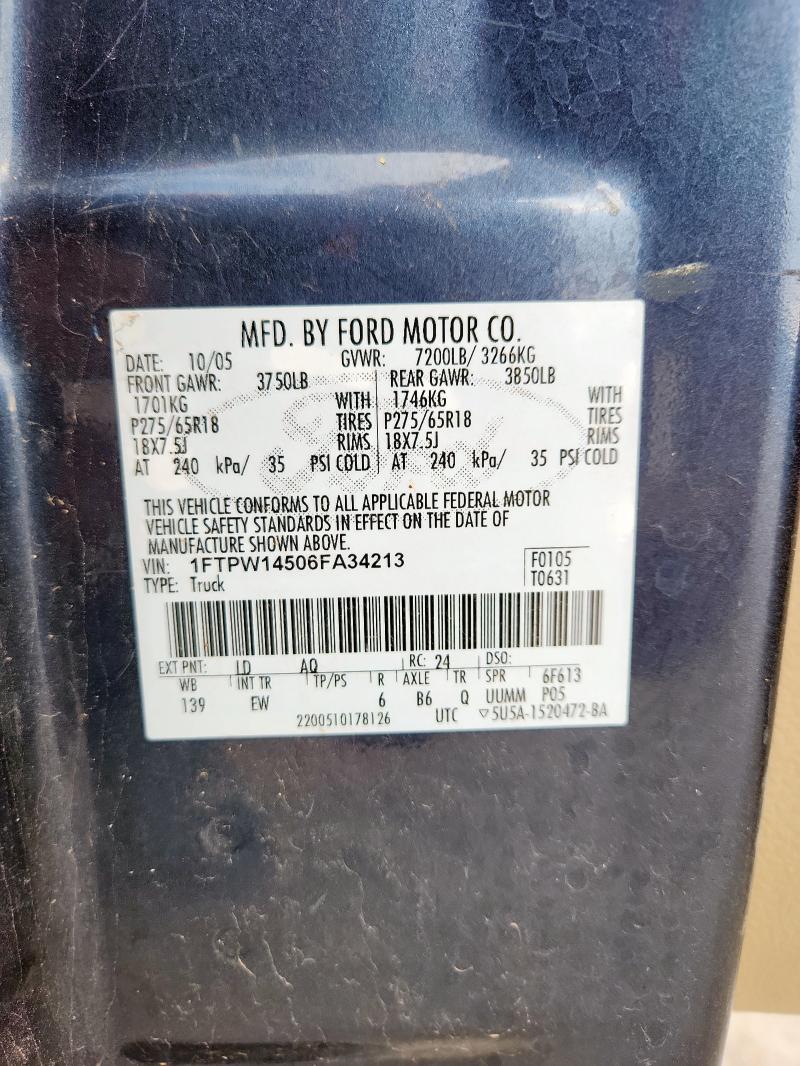 MFD. BY FORD MOTOR CO.
DATE: 10/05 GVWR: 7200LB/ 3266KG
FRONT GAWR: 3750LB REAR GAWR: 3850LB
1701KG WITH 1746KG WITH
P275/65R18 TIRES P275/65R18 TIRES
18X7.5J RIMS 18X7.5J RIMS
AT 240 kPa/ 35 PSI COLD AT 240 kPa/ 35 PSI COLD
THIS VEHICLE CONFORMS TO ALL APPLICABLE FEDERAL MOTOR
VEHICLE SAFETY STANDARDS IN EFFECT ON THE DATE OF
MANUFACTURE SHOWN ABOVE.
VIN: 1FTPW14506FA34213 F0105
TYPE: Truck T0631
EXT PNT: LD AQ RC: 24 DSO:
WB INT TR TP/PS R AXLE TR SPR 6F613
139 EW 6 B6 Q UUMM P05
2200510178126 UTC ▽5U5A-1520472-BA